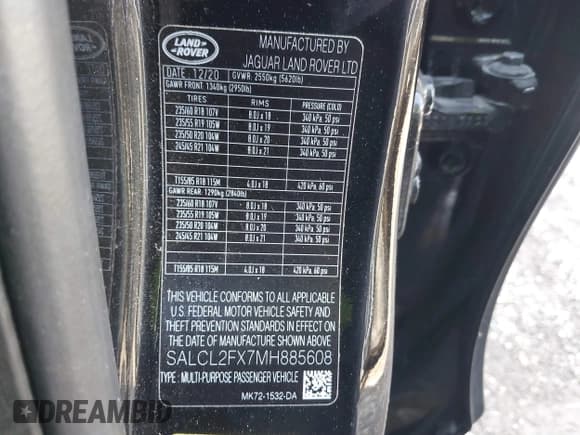 LAND ROVER
MANUFACTURED BY
JAGUAR LAND ROVER LTD
DATE: 12/20 GVWR: 2550kg (5620lb)
GAWR FRONT: 1340kg (2950lb)
TIRES RIMS PRESSURE (COLD)
235/60 R18 107V 8.0J x 18 340 kPa, 50 psi
235/55 R19 105W 8.0J x 19 340 kPa, 50 psi
235/50 R20 104W 8.0J x 20 340 kPa, 50 psi
245/45 R21 104W 8.0J x 21 340 kPa, 50 psi
T155/85 R18 115M 4.0J x 18 420 kPa, 60 psi
GAWR REAR: 1290kg (2840lb)
235/60 R18 107V 8.0J x 18 340 kPa, 50 psi
235/55 R19 105W 8.0J x 19 340 kPa, 50 psi
235/50 R20 104W 8.0J x 20 340 kPa, 50 psi
245/45 R21 104W 8.0J x 21 340 kPa, 50 psi
T155/85 R18 115M 4.0J x 18 420 kPa, 60 psi
THIS VEHICLE CONFORMS TO ALL APPLICABLE
U.S. FEDERAL MOTOR VEHICLE SAFETY AND
THEFT PREVENTION STANDARDS IN EFFECT ON
THE DATE OF MANUFACTURE SHOWN ABOVE
SALCL2FX7MH885608
TYPE : MULTI-PURPOSE PASSENGER VEHICLE
MK72-1532-DA
DREAMBID